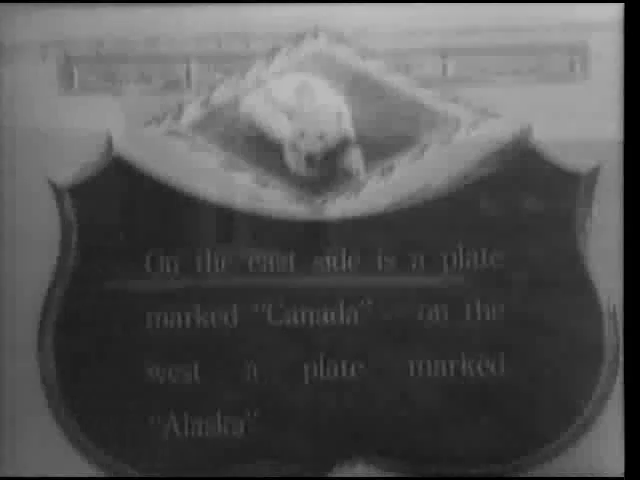 On the east side is a plate
marked "Canada" - on the
west a plate marked
"Alaska"